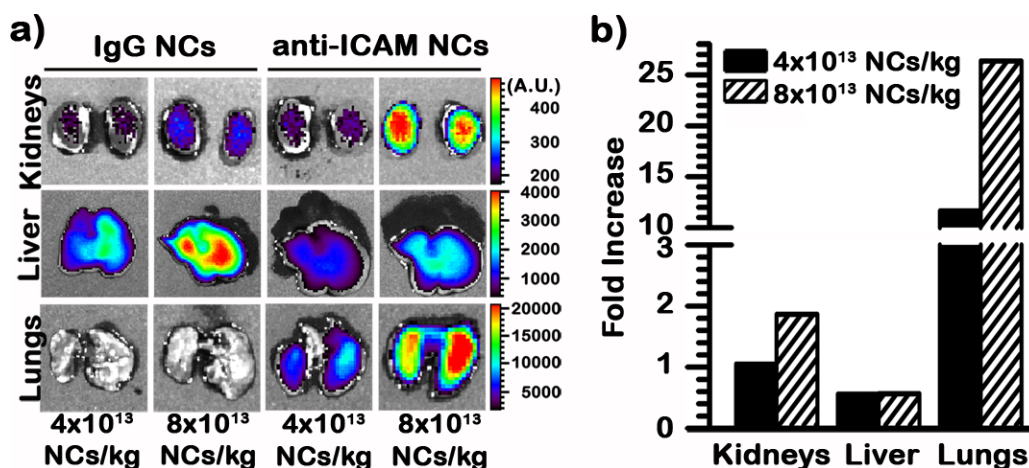 a)
IgG NCs
anti-ICAM NCs
Kidneys
(A.U.)
400
300
200
Liver
4000
3000
2000
1000
Lungs
20000
15000
10000
5000
4x10¹³ NCs/kg
8x10¹³ NCs/kg
4x10¹³ NCs/kg
8x10¹³ NCs/kg
b)
Fold Increase
25
20
15
10
3
2
1
0
4x10¹³ NCs/kg
8x10¹³ NCs/kg
Kidneys Liver Lungs